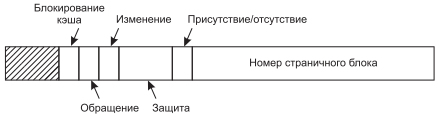 Блокирование
кэша
Изменение
Присутствие/отсутствие
Номер страничного блока
Обращение
Защита